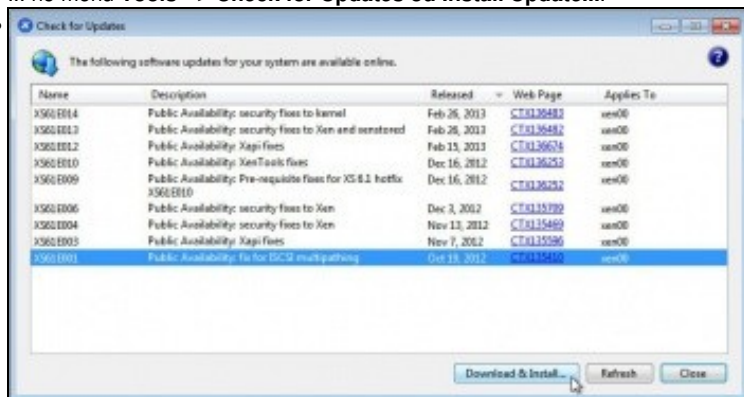 Check for Updates
The following software updates for your system are available online.
Name Description Released Web Page Applies To
XS61E014 Public Availability: security fixes to kernel Feb 26, 2013 CTX136483 xen00
XS61E013 Public Availability: security fixes to Xen and xenstored Feb 26, 2013 CTX136482 xen00
XS61E012 Public Availability: Xapi fixes Feb 15, 2013 CTX136674 xen00
XS61E010 Public Availability: XenTools fixes Dec 16, 2012 CTX136253 xen00
XS61E009 Public Availability: Pre-requisite fixes for XS 6.1 hotfix XS61E010 Dec 16, 2012 CTX136252 xen00
XS61E006 Public Availability: security fixes to Xen Dec 3, 2012 CTX135709 xen00
XS61E004 Public Availability: security fixes to Xen Nov 13, 2012 CTX135469 xen00
XS61E003 Public Availability: Xapi fixes Nov 7, 2012 CTX135596 xen00
XS61E001 Public Availability: fix for iSCSI multipathing Oct 19, 2012 CTX135410 xen00
Download & Install... Refresh Close